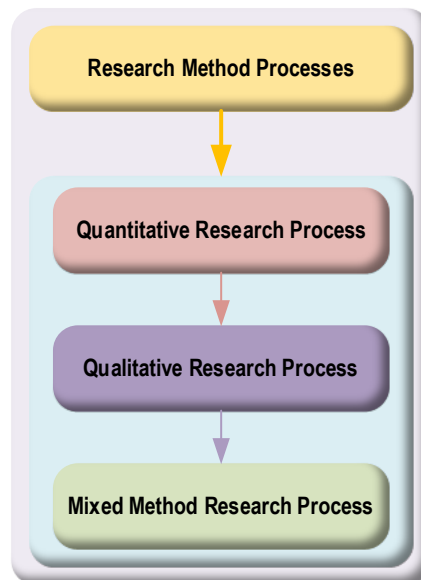 Research Method Processes
Quantitative Research Process
Qualitative Research Process
Mixed Method Research Process